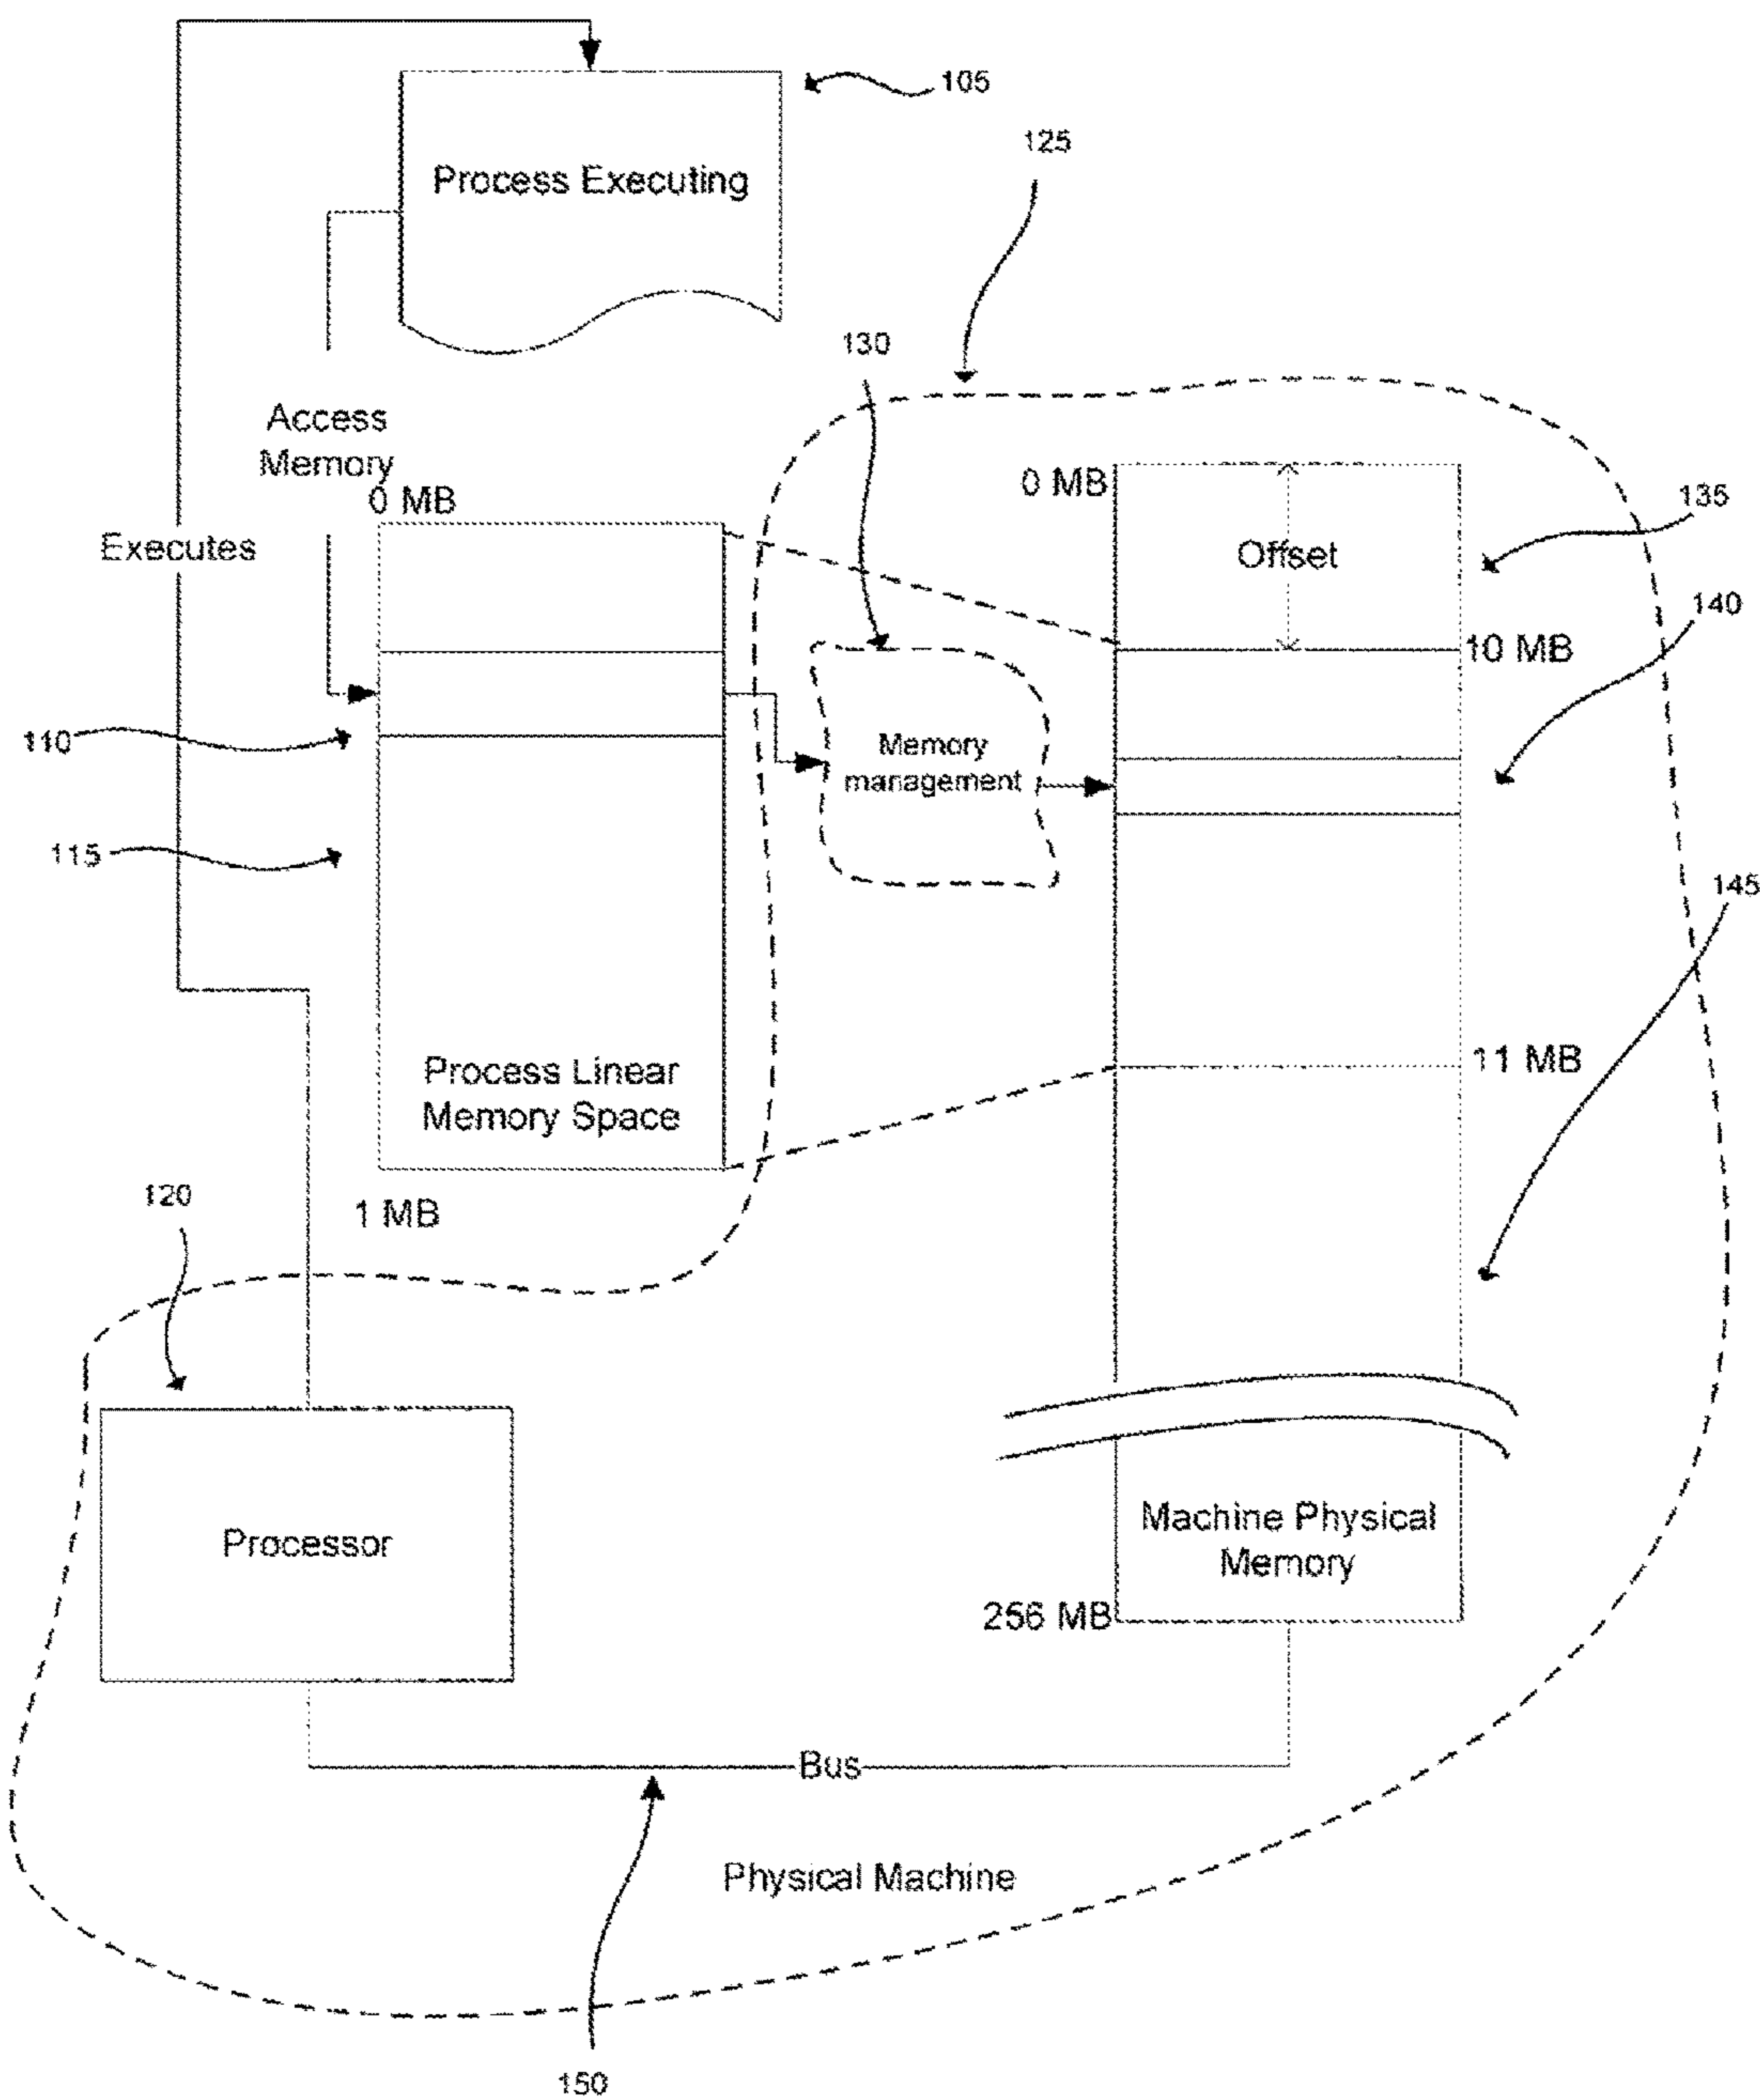 105
Process Executing
125
130
Access
Memory
0 MB
0 MB
135
Executes
Offset
140
10 MB
110
Memory
management
115
145
Process Linear
Memory Space
11 MB
120
1 MB
Machine Physical
Memory
Processor
256 MB
Bus
Physical Machine
150